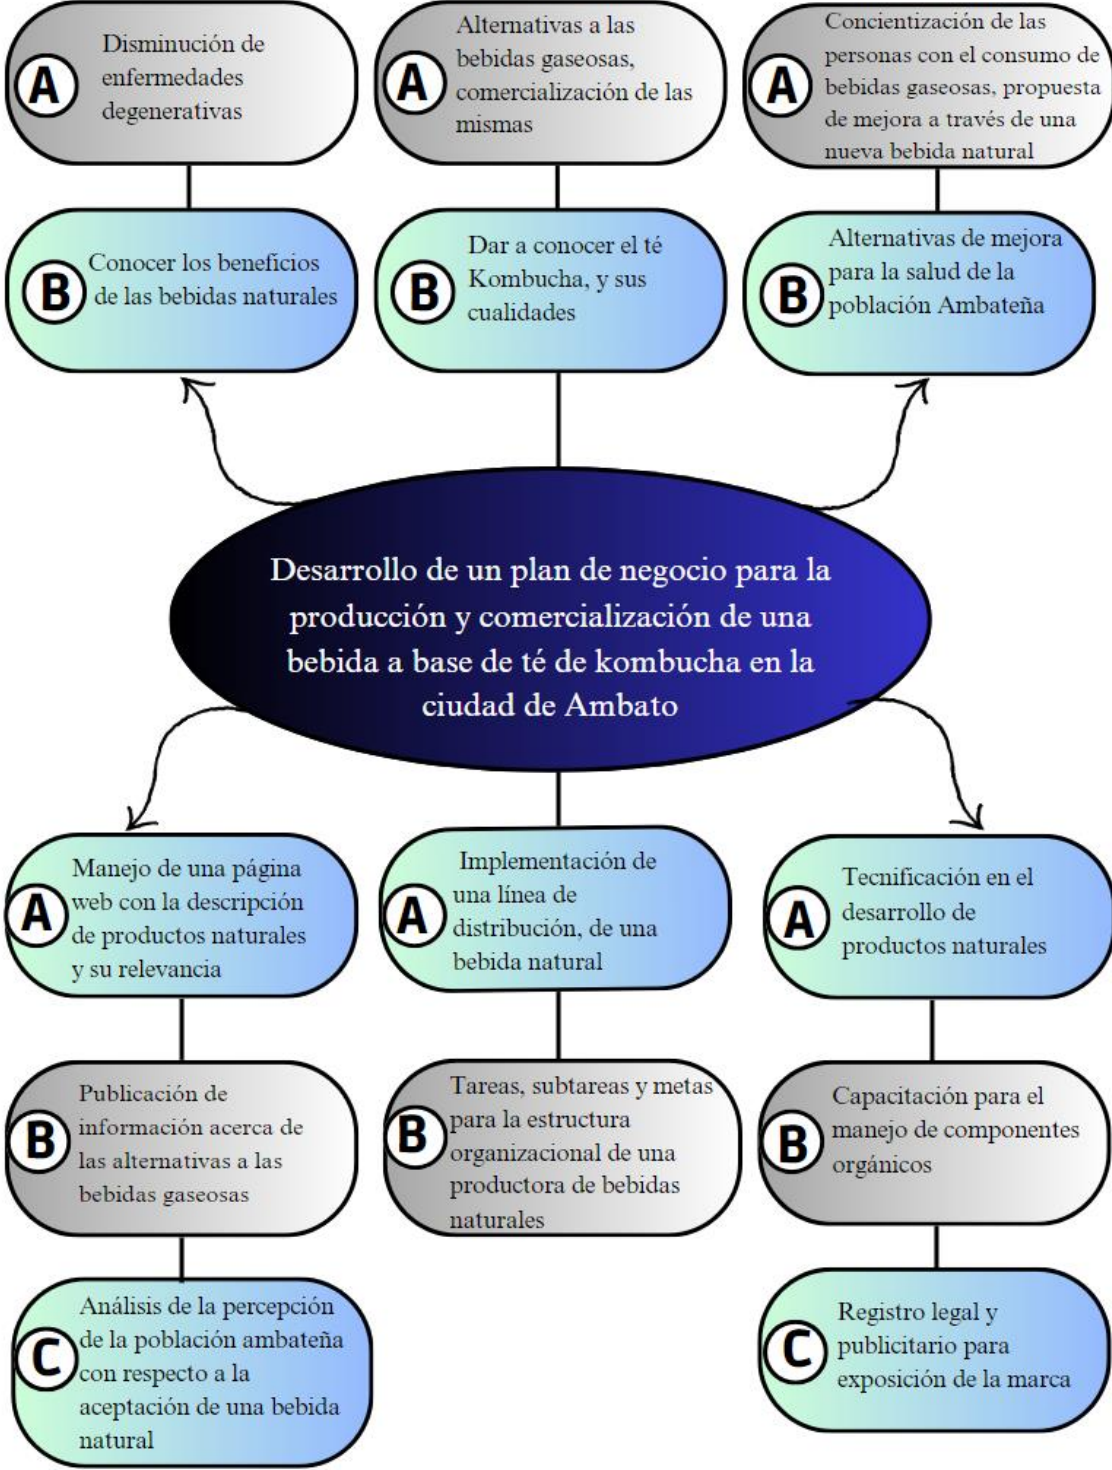 A
Disminución de
enfermedades
degenerativas
A
Alternativas a las
bebidas gaseosas,
comercialización de las
mismas
A
Concientización de las
personas con el consumo de
bebidas gaseosas, propuesta
de mejora a través de una
nueva bebida natural
B
Conocer los beneficios
de las bebidas naturales
B
Dar a conocer el té
Kombucha, y sus
cualidades
B
Alternativas de mejora
para la salud de la
población Ambateña
Desarrollo de un plan de negocio para la
producción y comercialización de una
bebida a base de té de kombucha en la
ciudad de Ambato
A
Manejo de una página
web con la descripción
de productos naturales
y su relevancia
A
Implementación de
una línea de
distribución, de una
bebida natural
A
Tecnificación en el
desarrollo de
productos naturales
B
Publicación de
información acerca de
las alternativas a las
bebidas gaseosas
B
Tareas, subtareas y metas
para la estructura
organizacional de una
productora de bebidas
naturales
B
Capacitación para el
manejo de componentes
orgánicos
C
Análisis de la percepción
de la población ambateña
con respecto a la
aceptación de una bebida
natural
C
Registro legal y
publicitario para
exposición de la marca